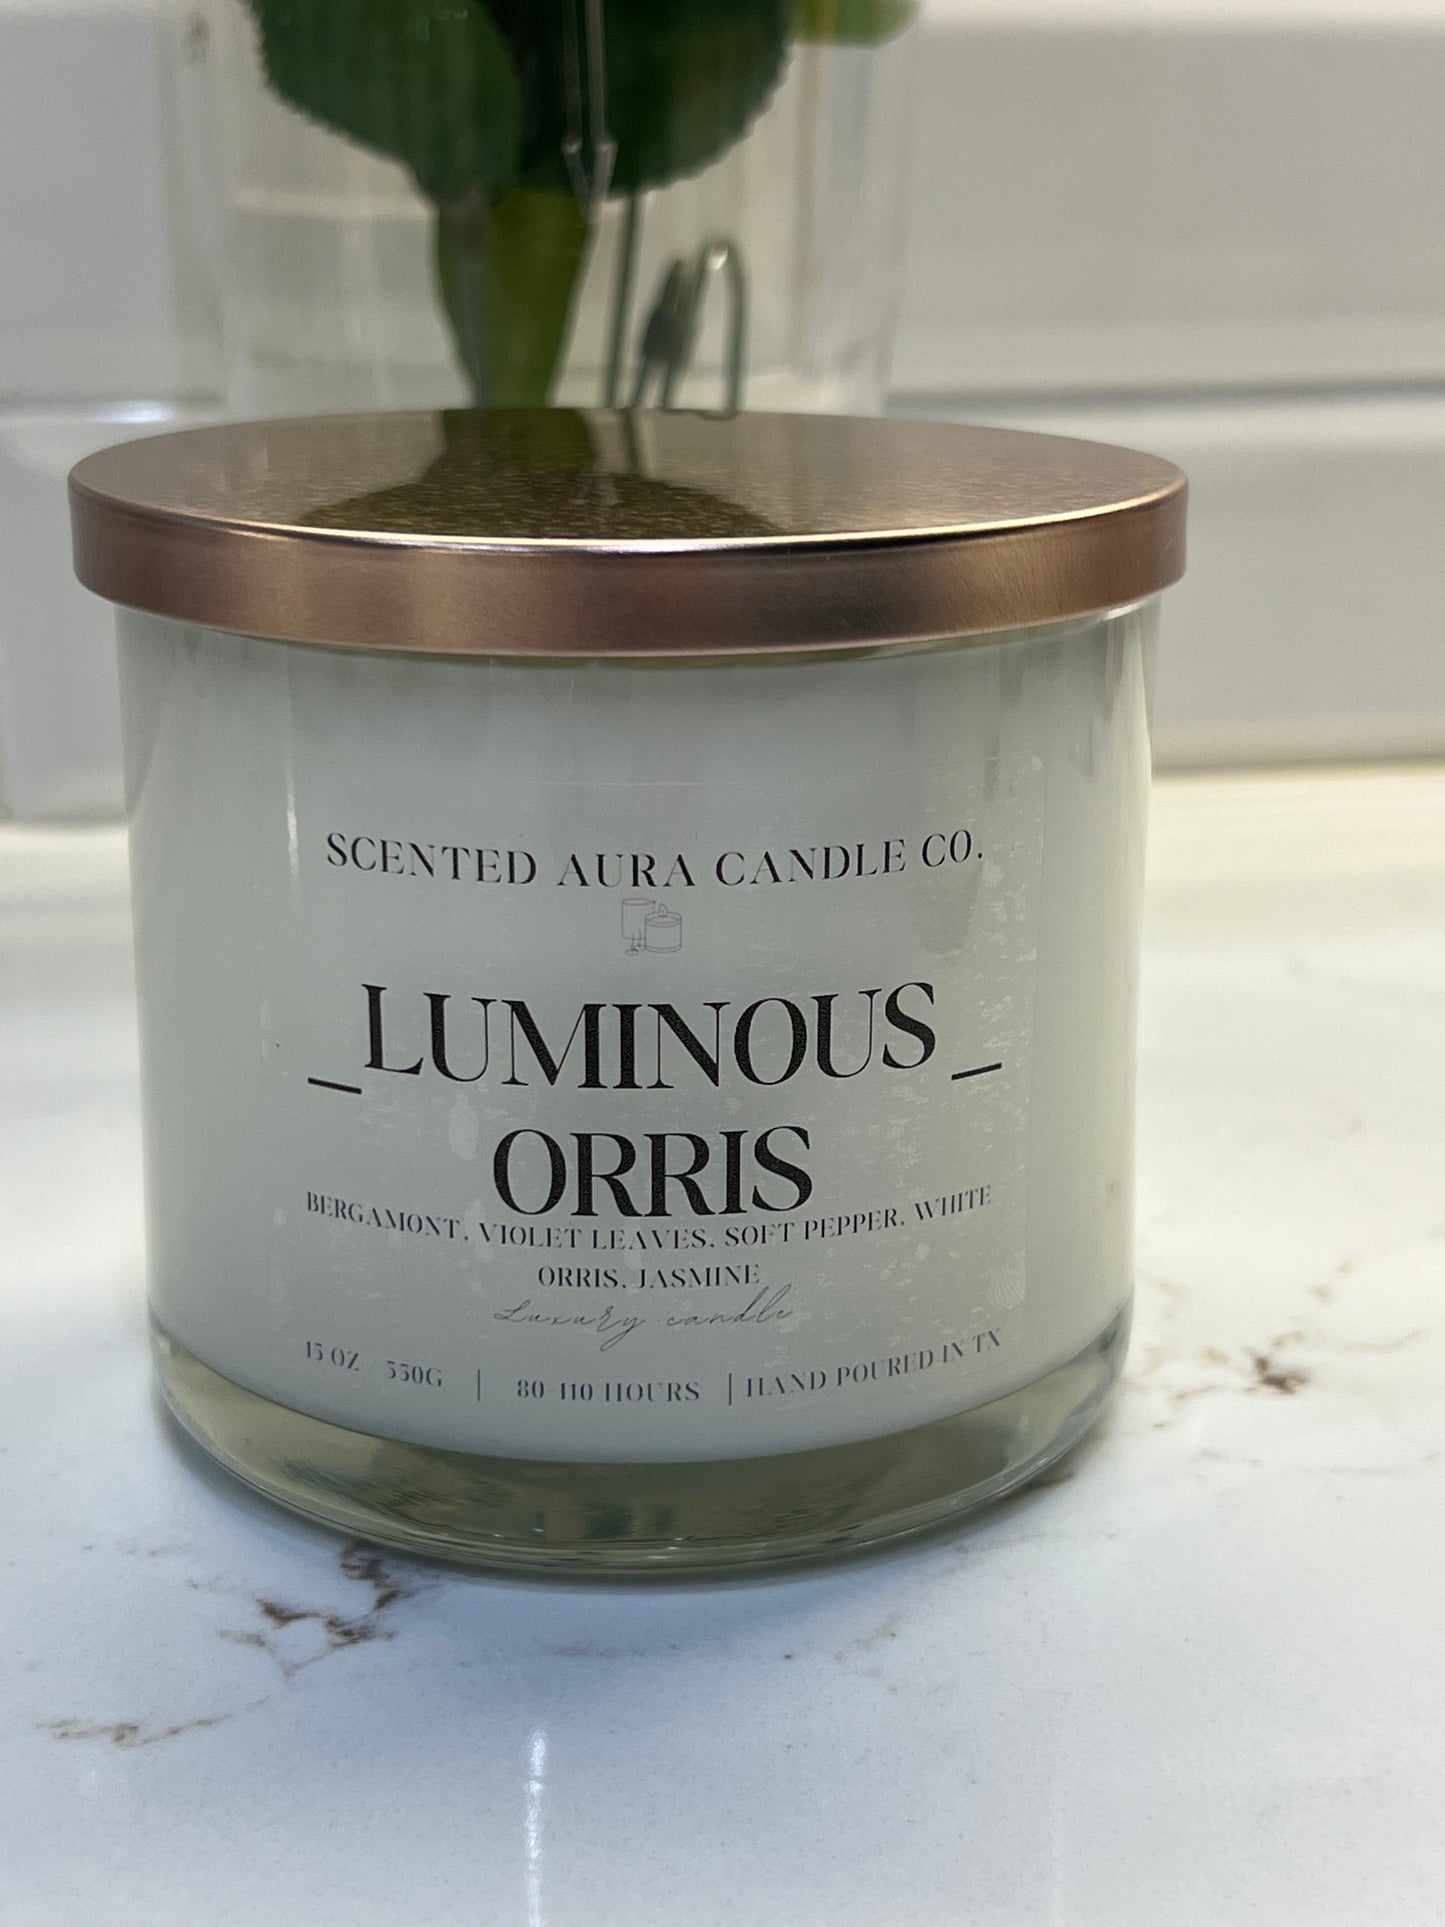 SCENTED AURA CANDLE CO.
_LUMINOUS_
ORRIS
BERGAMONT, VIOLET LEAVES, SOFT PEPPER, WHITE
ORRIS, JASMINE
Luxury candle
15 OZ / 550G | 80-110 HOURS | HAND POURED IN TX